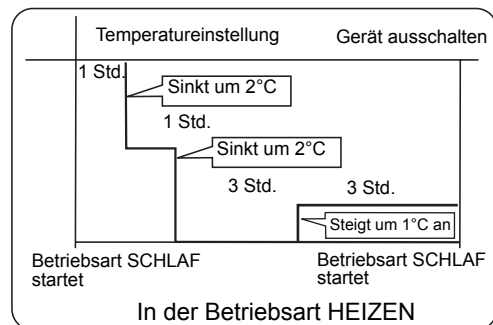 Temperatureinstellung
Gerät ausschalten
1 Std.
Sinkt um 2°C
1 Std.
Sinkt um 2°C
3 Std.
3 Std.
Steigt um 1°C an
Betriebsart SCHLAF
startet
Betriebsart SCHLAF
startet
In der Betriebsart HEIZEN